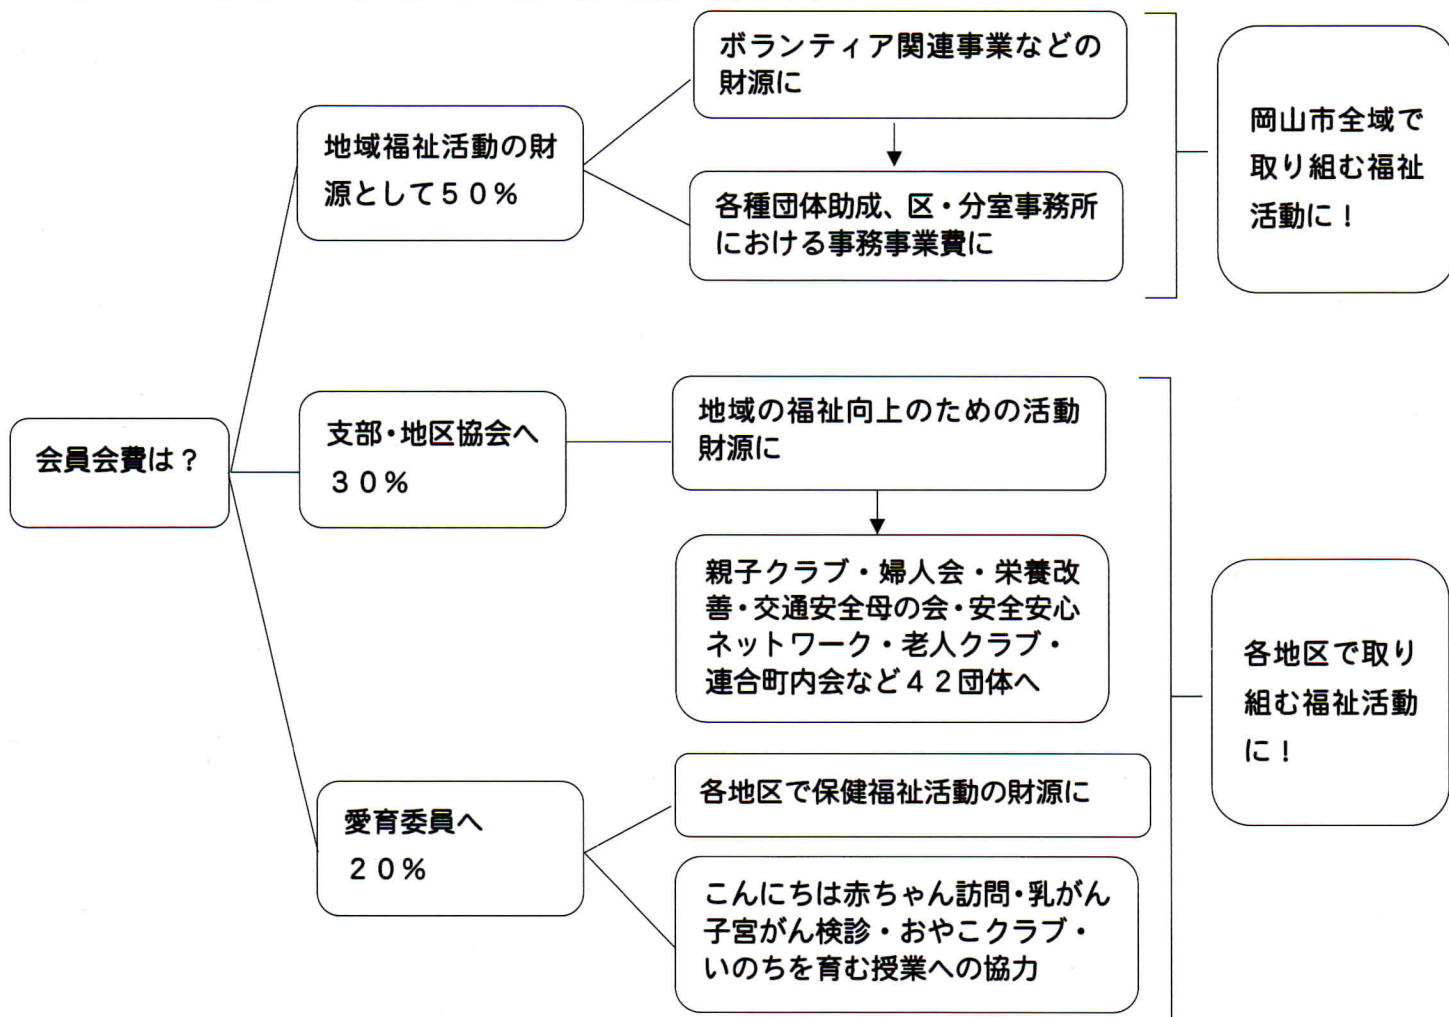 会員会費は？
地域福祉活動の財
源として５０％
ボランティア関連事業などの
財源に
各種団体助成、区・分室事務所
における事務事業費に
岡山市全域で
取り組む福祉
活動に！
支部・地区協会へ
３０％
地域の福祉向上のための活動
財源に
親子クラブ・婦人会・栄養改
善・交通安全母の会・安全安心
ネットワーク・老人クラブ・
連合町内会など４２団体へ
愛育委員へ
２０％
各地区で保健福祉活動の財源に
こんにちは赤ちゃん訪問・乳がん
子宮がん検診・おやこクラブ・
いのちを育む授業への協力
各地区で取り
組む福祉活動
に！